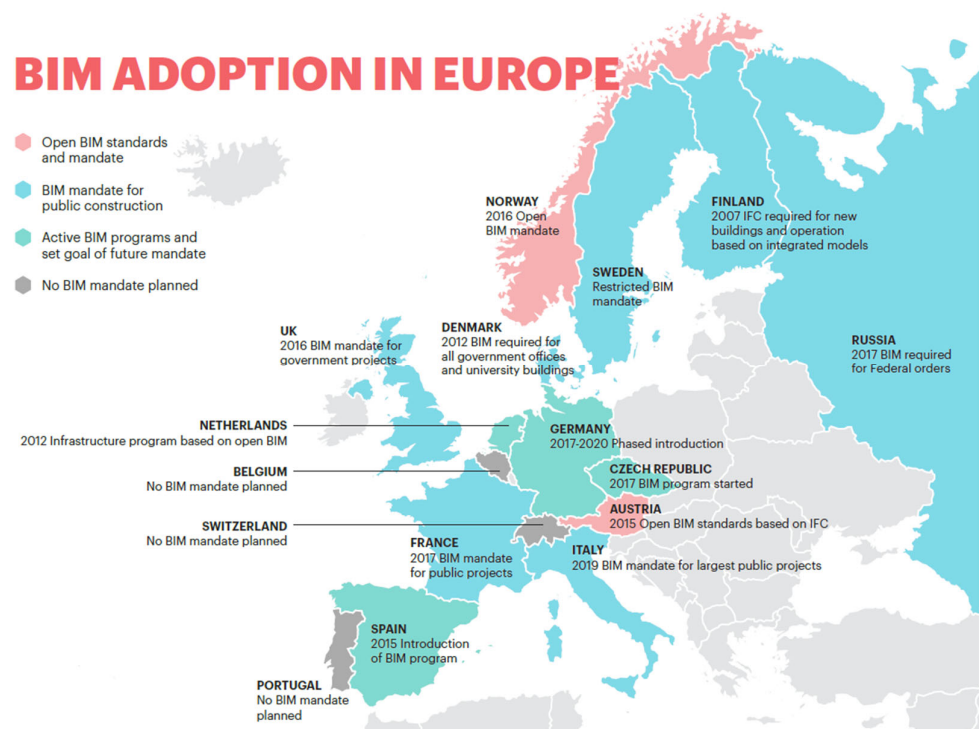 BIM ADOPTION IN EUROPE
Open BIM standards
and mandate
BIM mandate for
public construction
Active BIM programs and
set goal of future mandate
No BIM mandate planned
NORWAY
2016 Open
BIM mandate
FINLAND
2007 IFC required for new
buildings and operation
based on integrated models
SWEDEN
Restricted BIM
mandate
UK
2016 BIM mandate for
government projects
DENMARK
2012 BIM required for
all government offices
and university buildings
RUSSIA
2017 BIM required
for Federal orders
NETHERLANDS
2012 Infrastructure program based on open BIM
GERMANY
2017-2020 Phased introduction
BELGIUM
No BIM mandate planned
CZECH REPUBLIC
2017 BIM program started
SWITZERLAND
No BIM mandate planned
AUSTRIA
2015 Open BIM standards based on IFC
FRANCE
2017 BIM mandate
for public projects
ITALY
2019 BIM mandate for largest public projects
SPAIN
2015 Introduction
of BIM program
PORTUGAL
No BIM mandate
planned